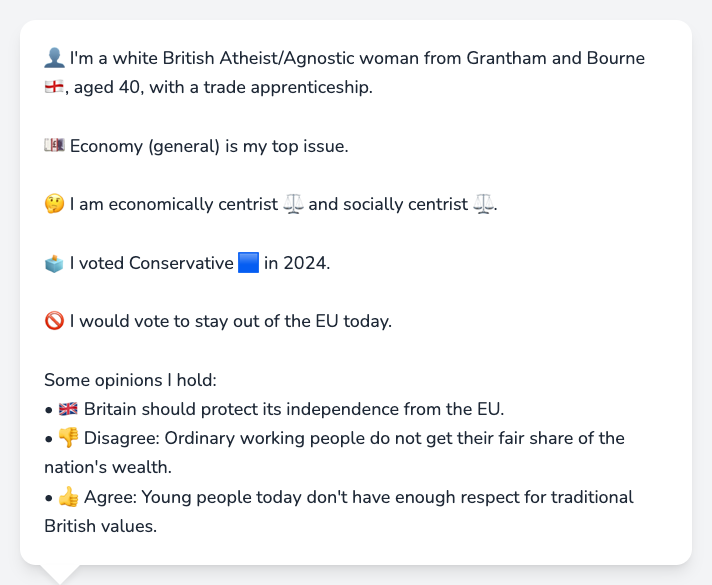 👤 I'm a white British Atheist/Agnostic woman from Grantham and Bourne
🏴󠁧󠁢󠁥󠁮󠁧󠁿, aged 40, with a trade apprenticeship.
💷 Economy (general) is my top issue.
🤔 I am economically centrist ⚖️ and socially centrist ⚖️.
🗳️ I voted Conservative 🟦 in 2024.
🚫 I would vote to stay out of the EU today.
Some opinions I hold:
• 🇬🇧 Britain should protect its independence from the EU.
• 👎 Disagree: Ordinary working people do not get their fair share of the
nation's wealth.
• 👍 Agree: Young people today don't have enough respect for traditional
British values.